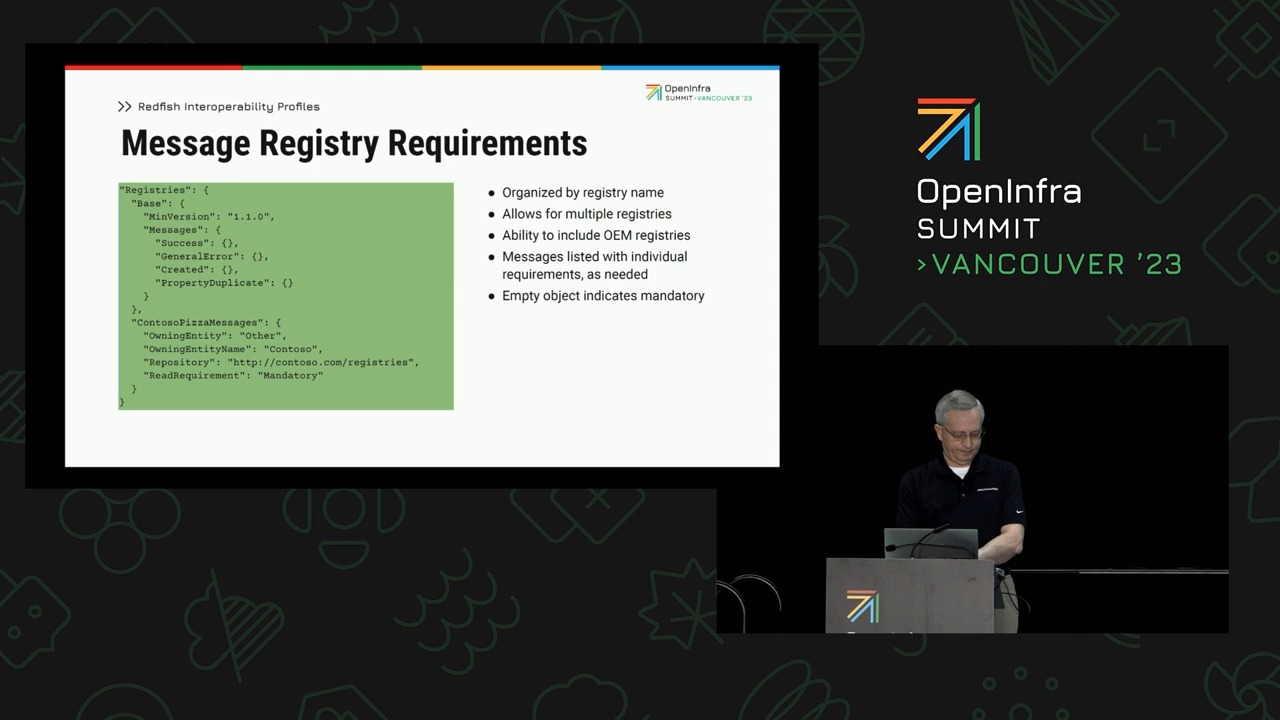 >> Redfish Interoperability Profiles
OpenInfra
SUMMIT >VANCOUVER '23
Message Registry Requirements
"Registries": {
"Base": {
"MinVersion": "1.1.0",
"Messages": {
"Success": {},
"GeneralError": {},
"Created": {},
"PropertyDuplicate": {}
}
},
"ContosoPizzaMessages": {
"OwningEntity": "Other",
"OwningEntityName": "Contoso",
"Repository": "http://contoso.com/registries",
"ReadRequirement": "Mandatory"
}
}
● Organized by registry name
● Allows for multiple registries
● Ability to include OEM registries
● Messages listed with individual
requirements, as needed
● Empty object indicates mandatory
OpenInfra
SUMMIT
>VANCOUVER '23
OpenInfra